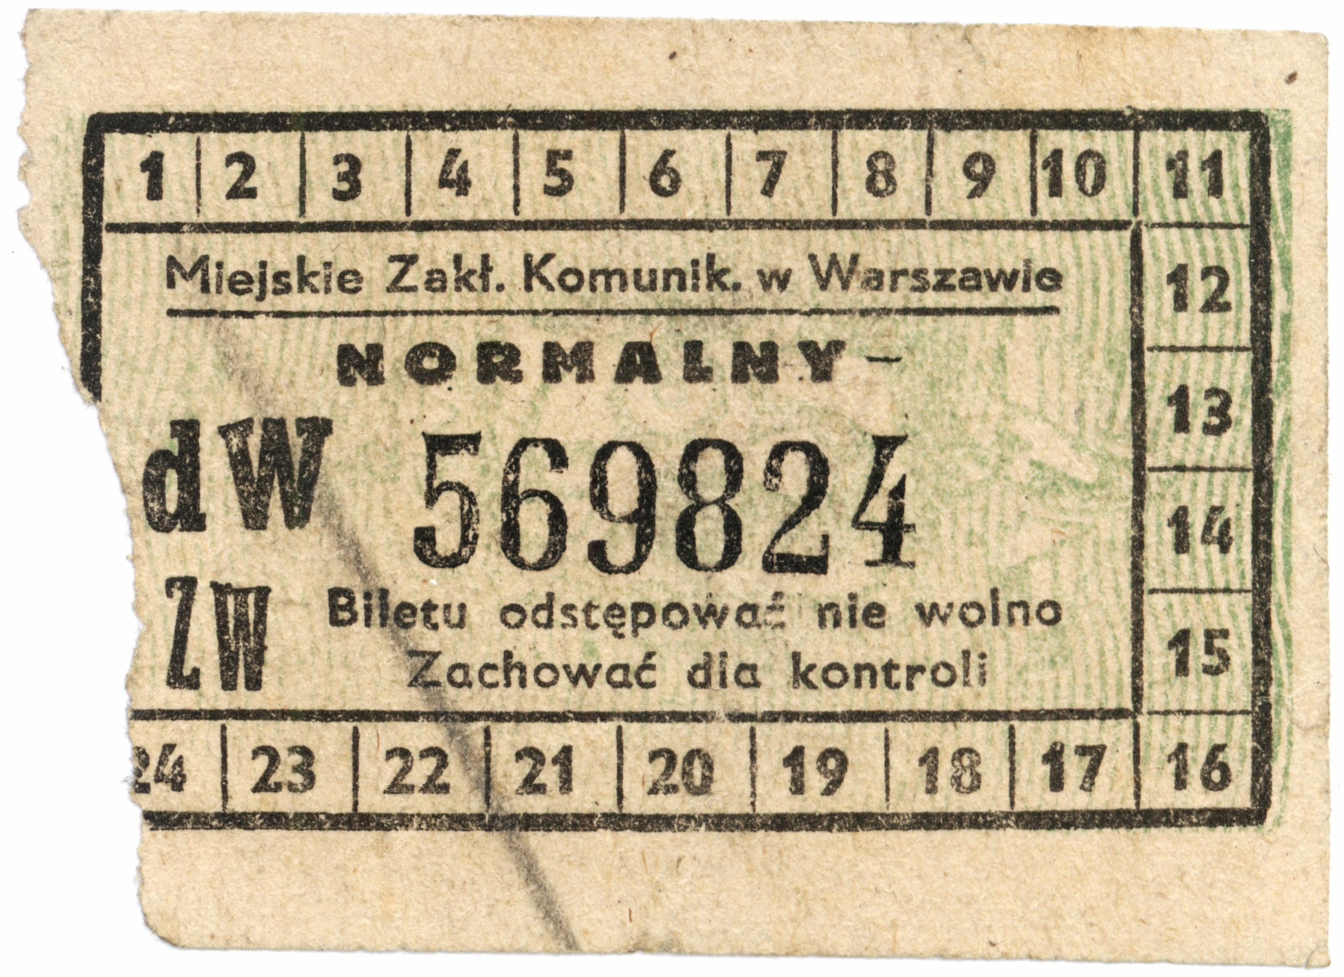 1 2 3 4 5 6 7 8 9 10 11
Miejskie Zakł. Komunik. w Warszawie
12
NORMALNY-
13
dW 569824
14
ZW
Biletu odstępować nie wolno
Zachować dla kontroli
15
24 23 22 21 20 19 18 17 16